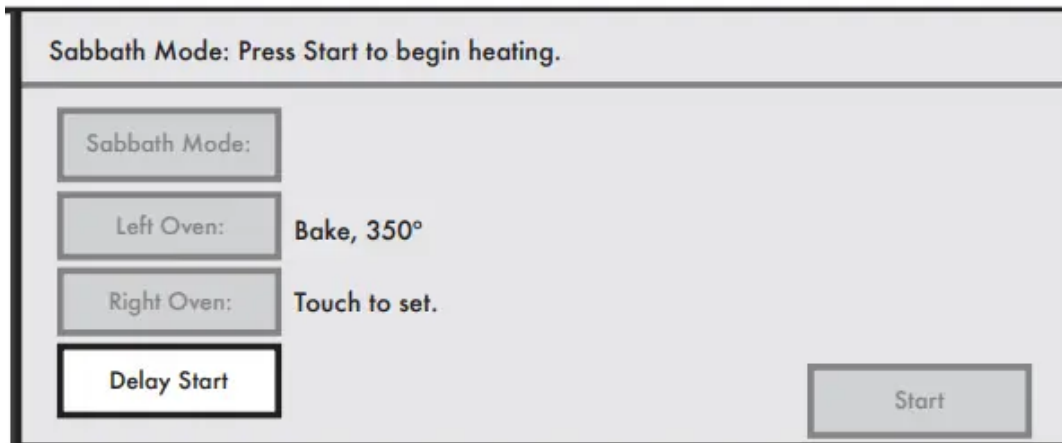 Sabbath Mode: Press Start to begin heating.
Sabbath Mode:
Left Oven: Bake, 350°
Right Oven: Touch to set.
Delay Start
Start